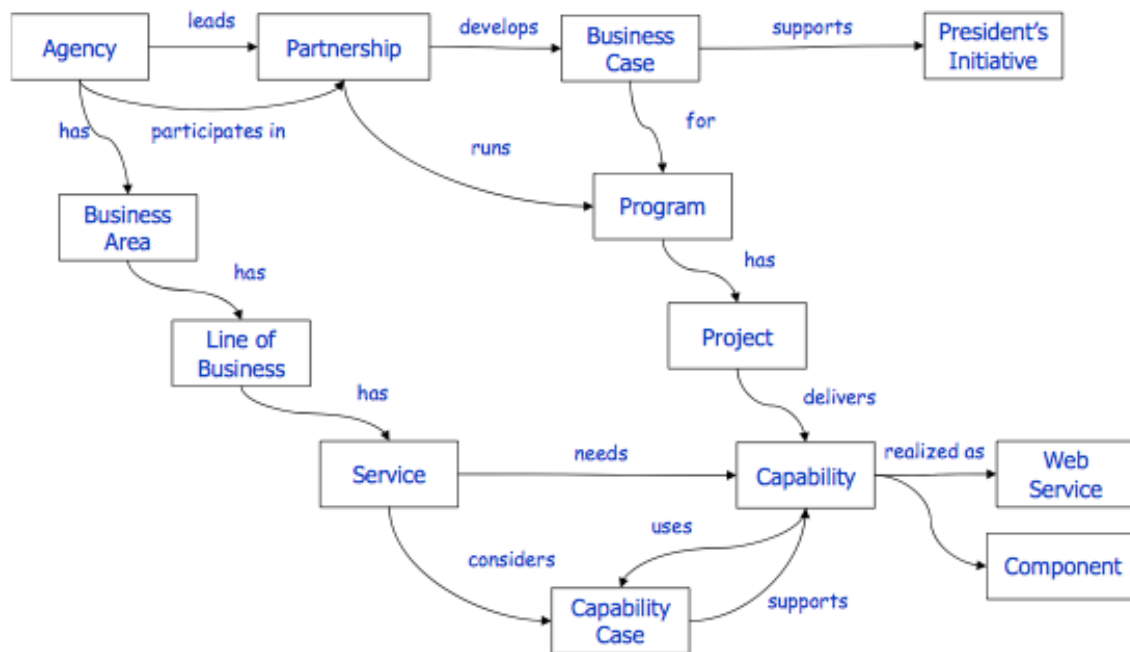 leads
develops
supports
Agency
Partnership
Business
Case
President's
Initiative
has
participates in
for
runs
Business
Area
Program
has
has
Line of
Business
Project
has
delivers
needs
realized as
Service
Capability
Web
Service
uses
considers
Component
Capability
Case
supports